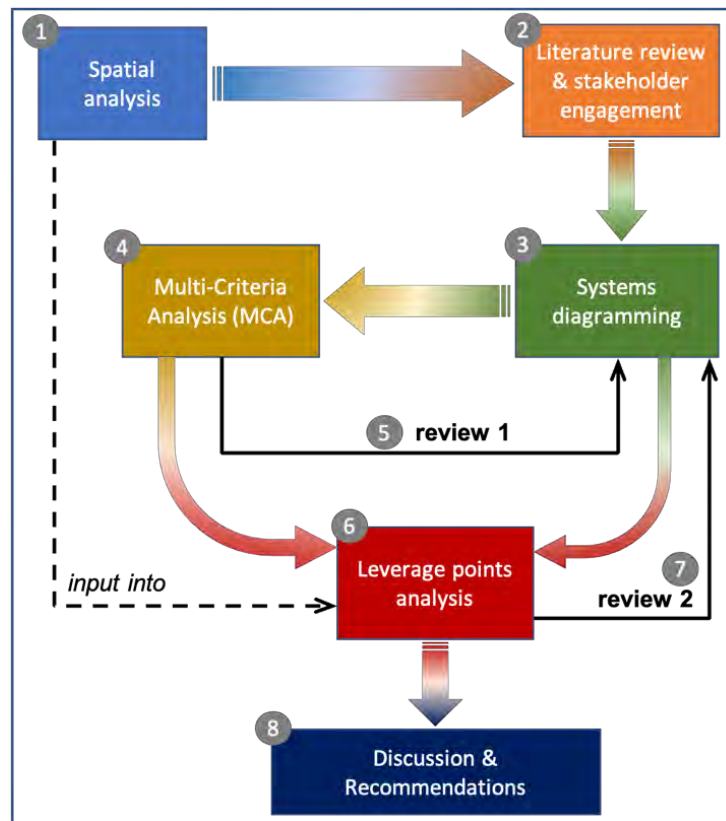 1
Spatial
analysis
2
Literature review
& stakeholder
engagement
3
Systems
diagramming
4
Multi-Criteria
Analysis (MCA)
5 review 1
6
Leverage points
analysis
7
review 2
input into
8
Discussion &
Recommendations